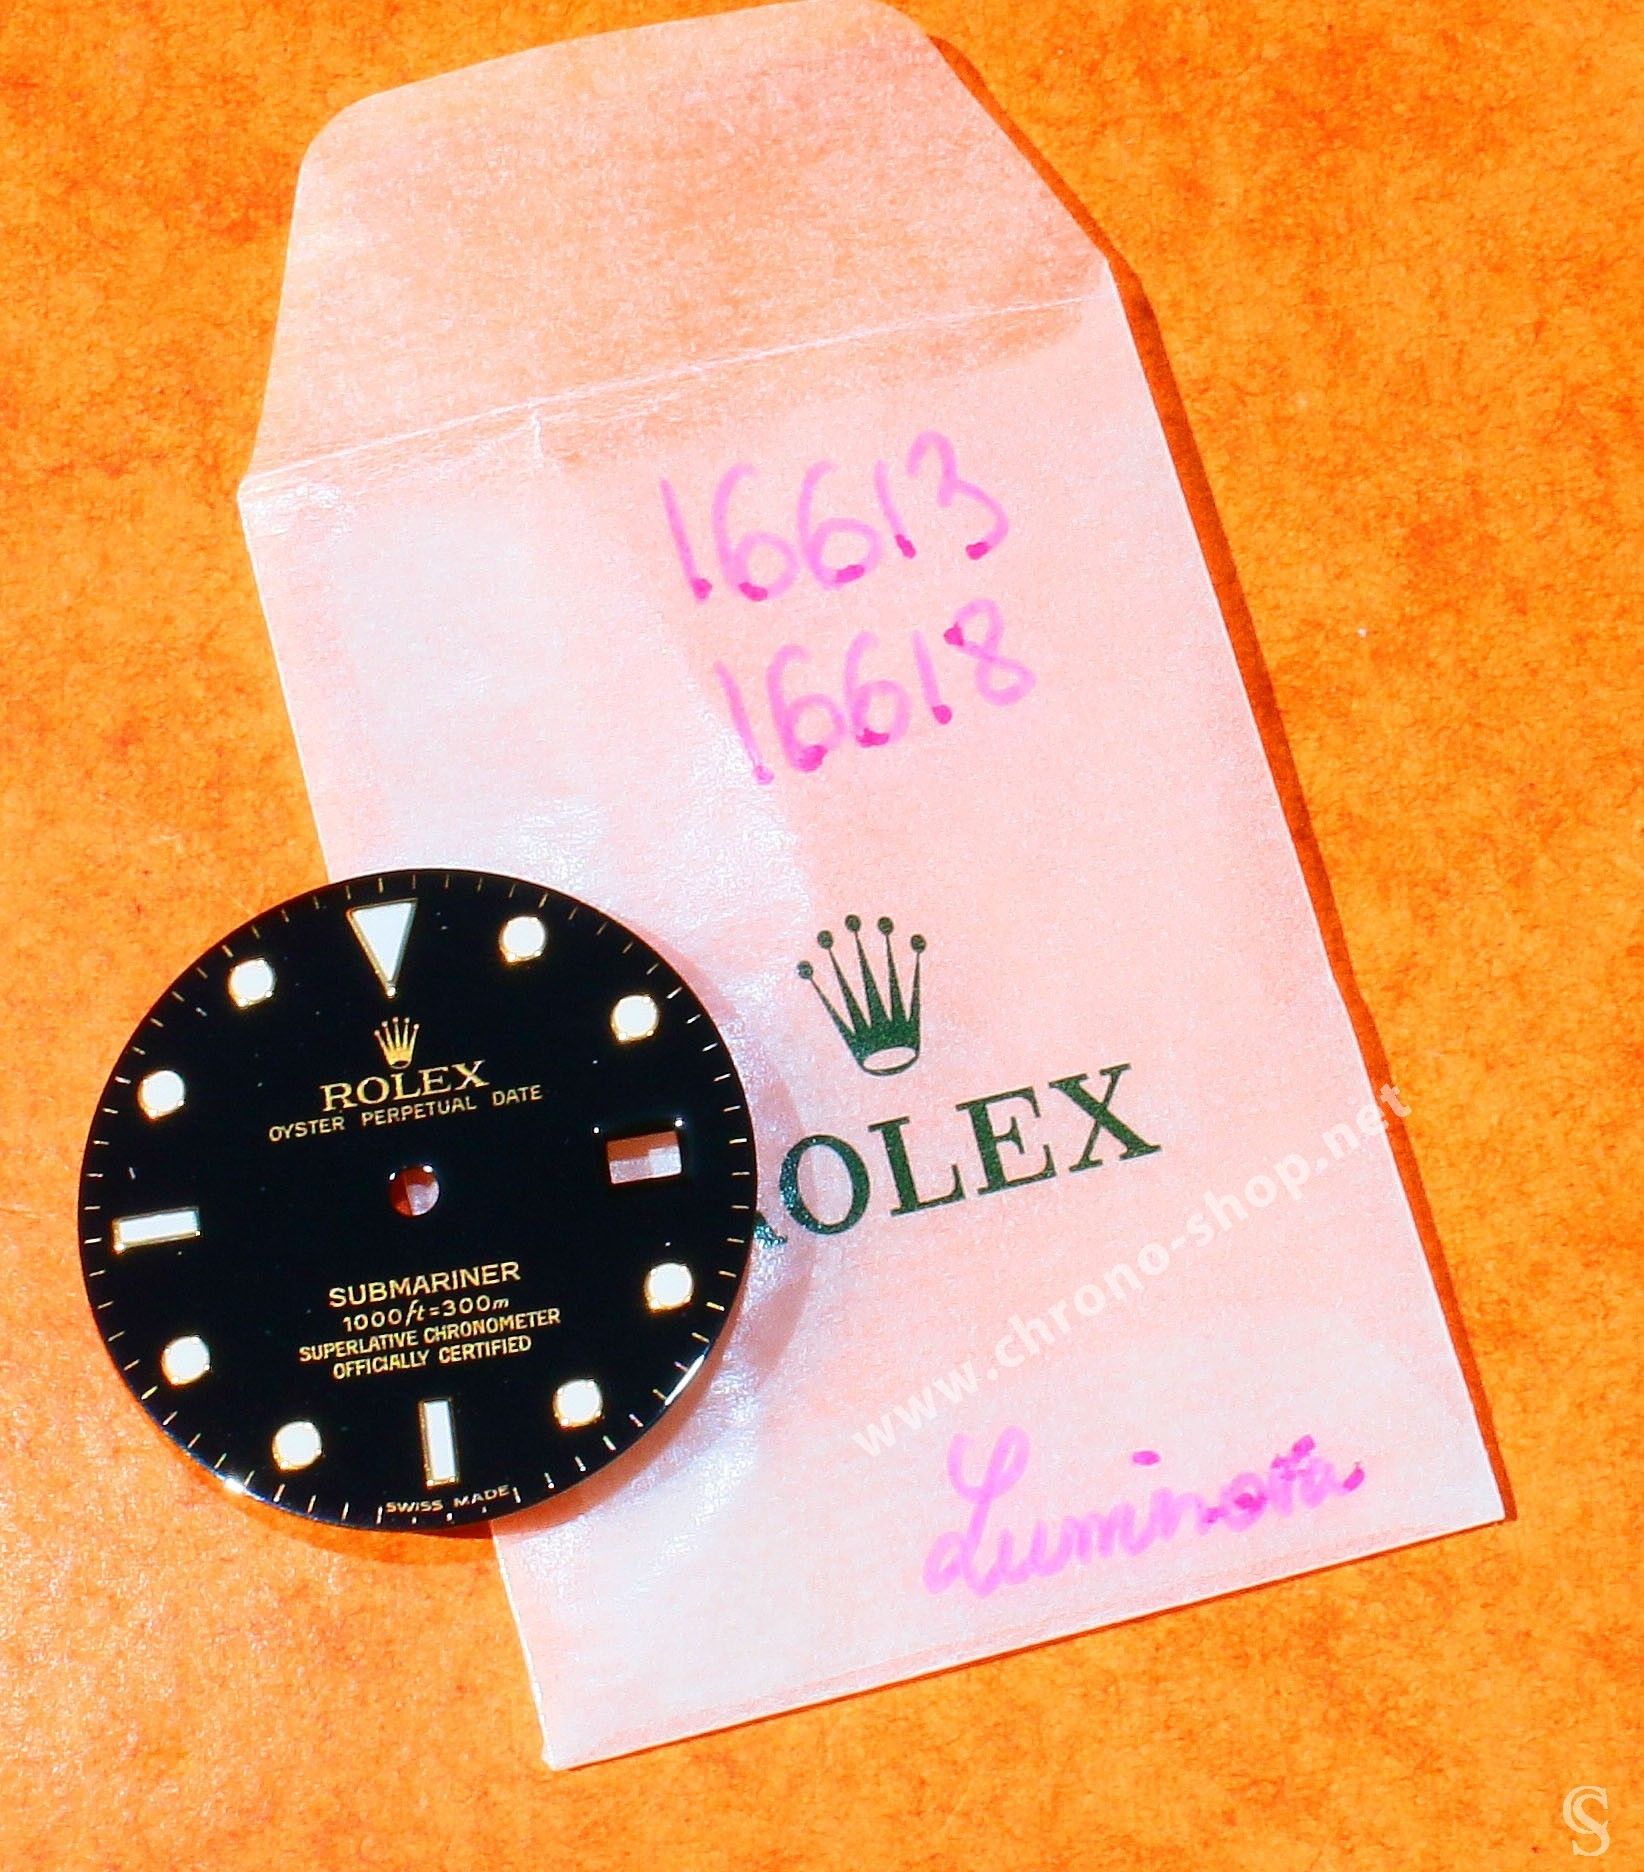 16613
16618
ROLEX
Luminova
ROLEX
OYSTER PERPETUAL DATE
SUBMARINER
1000ft=300m
SUPERLATIVE CHRONOMETER
OFFICIALLY CERTIFIED
SWISS MADE
www.chrono-shop.net